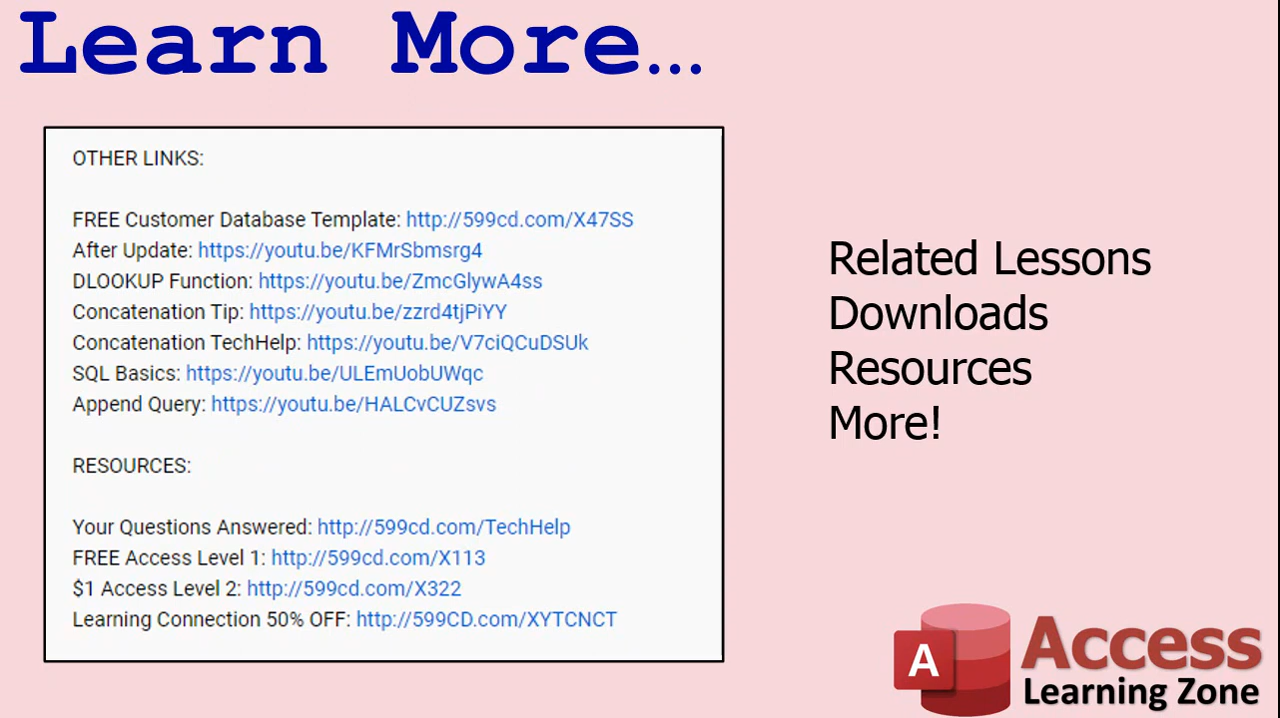 Learn More...
OTHER LINKS:
FREE Customer Database Template: http://599cd.com/X47SS
After Update: https://youtu.be/KFMrSbmsrg4
DLOOKUP Function: https://youtu.be/ZmcGlywA4ss
Concatenation Tip: https://youtu.be/zzrd4tjPiYY
Concatenation TechHelp: https://youtu.be/V7ciQCuDSUk
SQL Basics: https://youtu.be/ULEmUobUWqc
Append Query: https://youtu.be/HALCvCUZsvs
RESOURCES:
Your Questions Answered: http://599cd.com/TechHelp
FREE Access Level 1: http://599cd.com/X113
$1 Access Level 2: http://599cd.com/X322
Learning Connection 50% OFF: http://599CD.com/XYTCNCT
Related Lessons
Downloads
Resources
More!
A
Access
Learning Zone